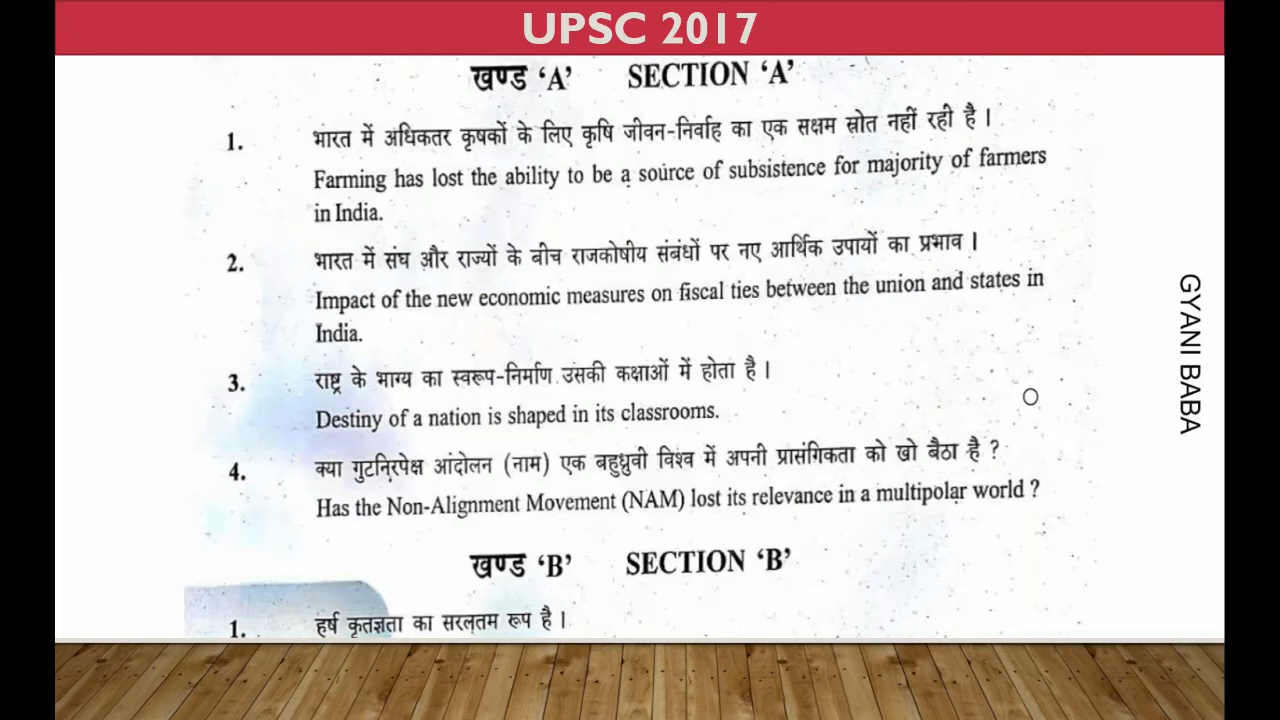 UPSC 2017
खण्ड ‘A’ SECTION ‘A’
1. भारत में अधिकतर कृषकों के लिए कृषि जीवन-निर्वाह का एक सक्षम स्रोत नहीं रही है ।
Farming has lost the ability to be a source of subsistence for majority of farmers
in India.
2. भारत में संघ और राज्यों के बीच राजकोषीय संबंधों पर नए आर्थिक उपायों का प्रभाव ।
Impact of the new economic measures on fiscal ties between the union and states in
India.
3. राष्ट्र के भाग्य का स्वरूप-निर्माण उसकी कक्षाओं में होता है ।
Destiny of a nation is shaped in its classrooms.
4. क्या गुटनिरपेक्ष आंदोलन (नाम) एक बहुध्रुवी विश्व में अपनी प्रासंगिकता को खो बैठा है ?
Has the Non-Alignment Movement (NAM) lost its relevance in a multipolar world ?
खण्ड ‘B’ SECTION ‘B’
1. हर्ष कृतज्ञता का सरलतम रूप है ।
GYANI BABA